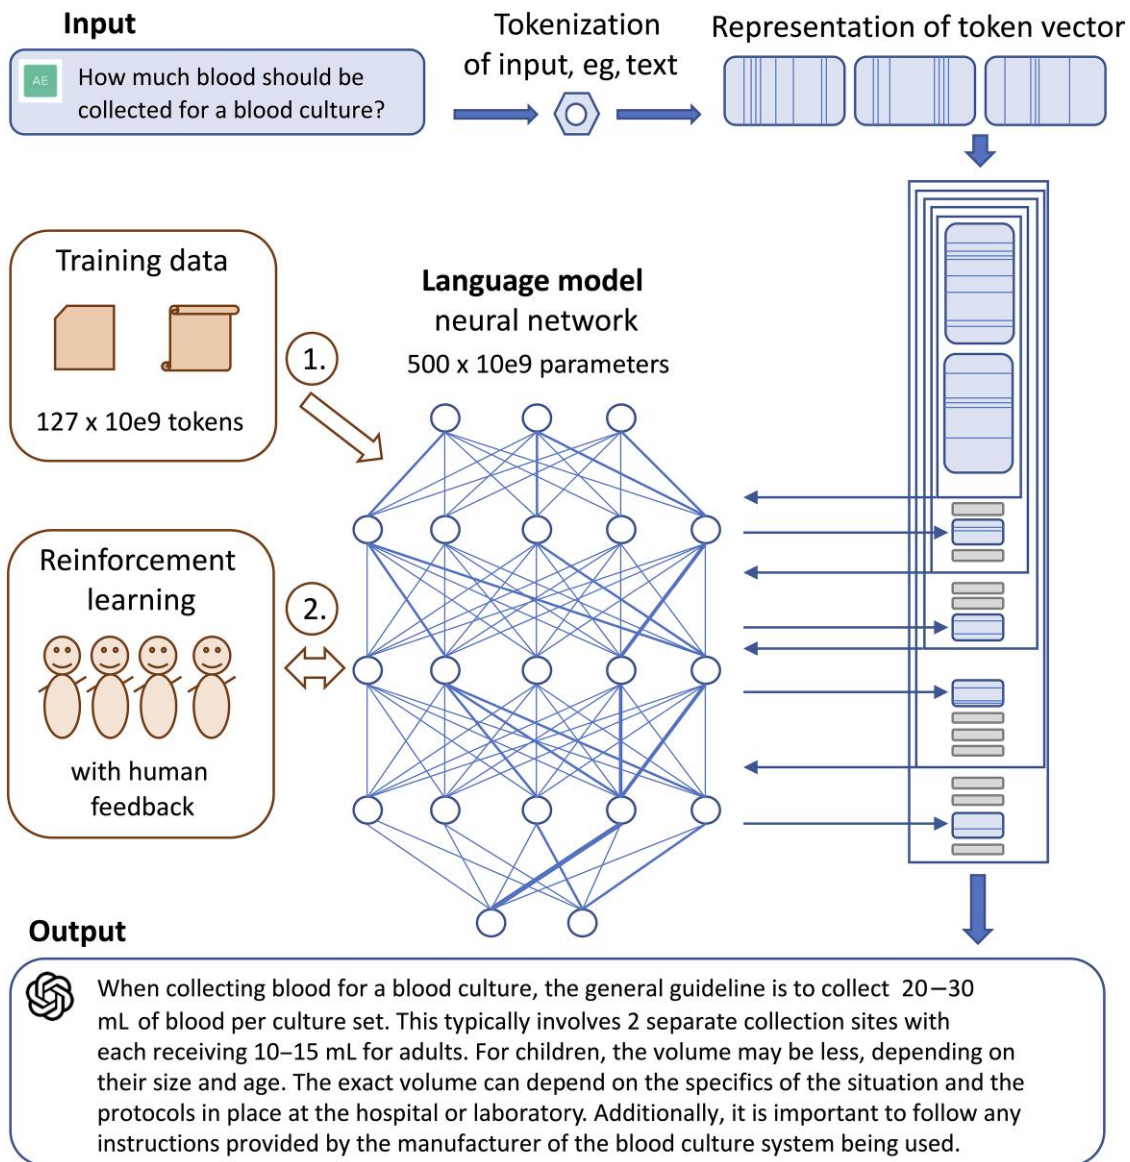 Input
AE
How much blood should be
collected for a blood culture?
Tokenization
of input, eg, text
Representation of token vector
Training data
127 x 10e9 tokens
1.
Language model
neural network
500 x 10e9 parameters
Reinforcement
learning
with human
feedback
2.
Output
When collecting blood for a blood culture, the general guideline is to collect 20–30
mL of blood per culture set. This typically involves 2 separate collection sites with
each receiving 10–15 mL for adults. For children, the volume may be less, depending on
their size and age. The exact volume can depend on the specifics of the situation and the
protocols in place at the hospital or laboratory. Additionally, it is important to follow any
instructions provided by the manufacturer of the blood culture system being used.